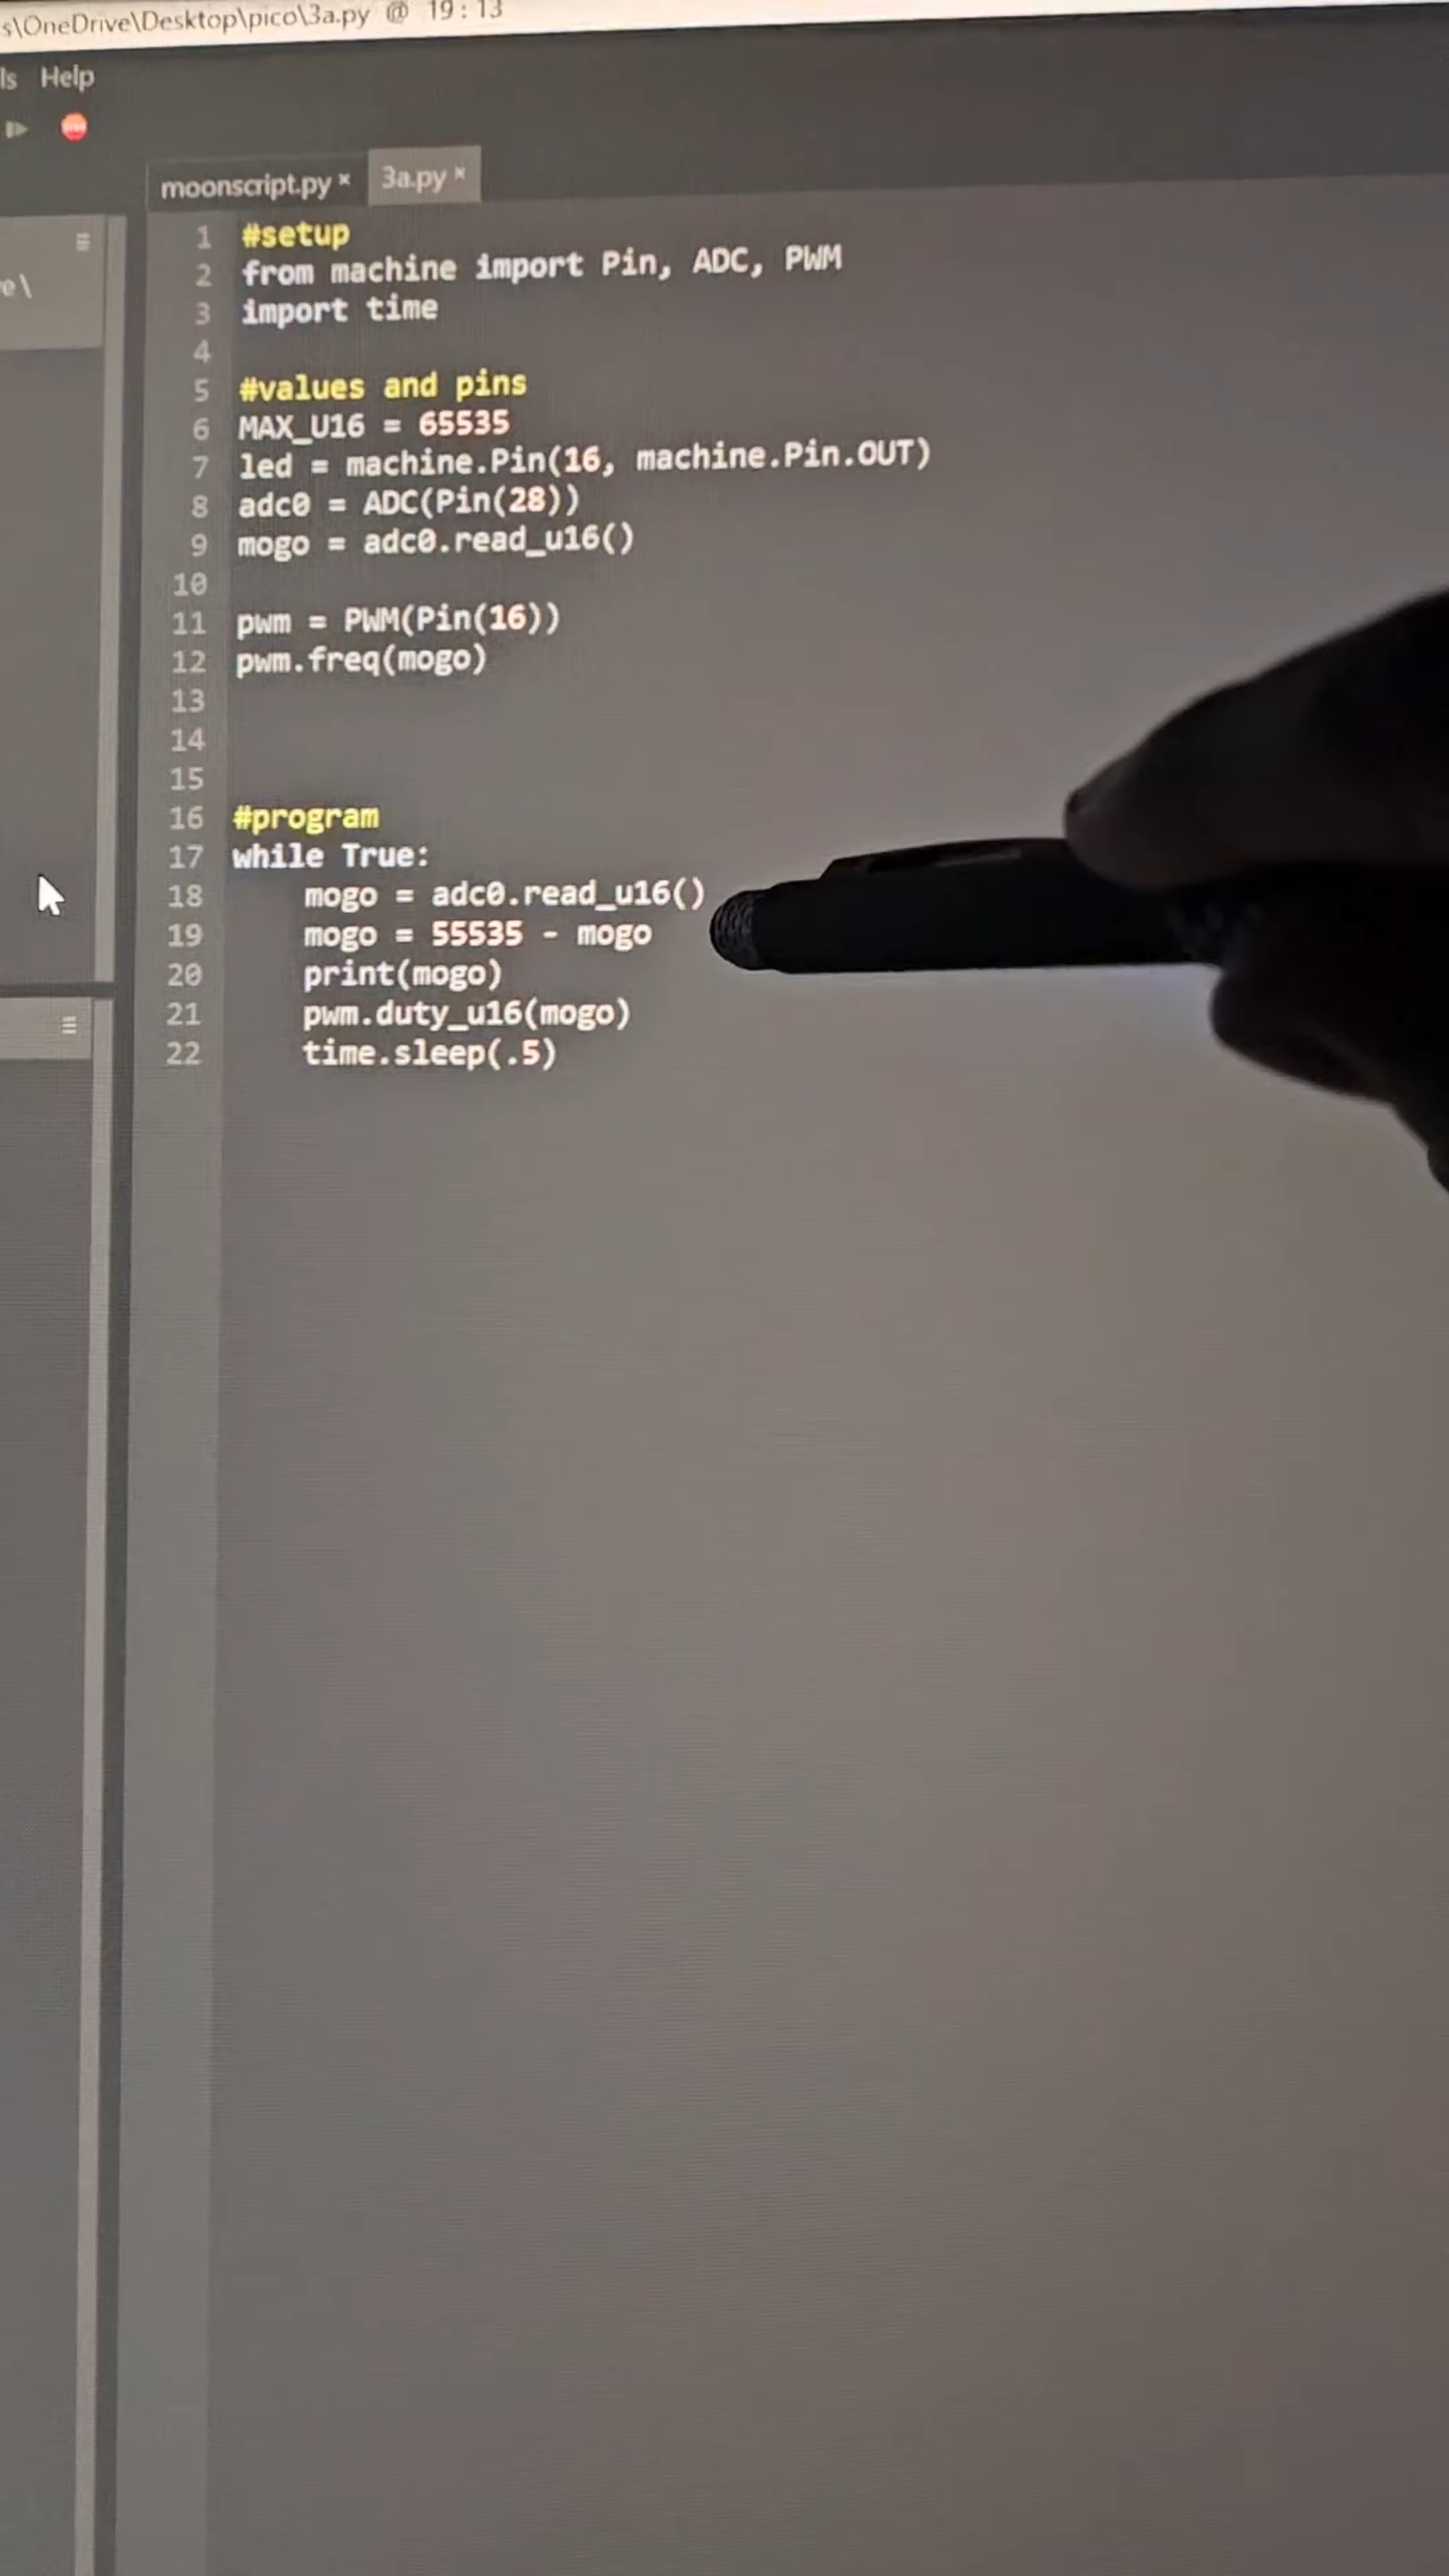 s\OneDrive\Desktop\pico\3a.py @ 19:13
ls Help
moonscript.py × 3a.py ×
e\
1 #setup
2 from machine import Pin, ADC, PWM
3 import time
4
5 #values and pins
6 MAX_U16 = 65535
7 led = machine.Pin(16, machine.Pin.OUT)
8 adc0 = ADC(Pin(28))
9 mogo = adc0.read_u16()
10
11 pwm = PWM(Pin(16))
12 pwm.freq(mogo)
13
14
15
16 #program
17 while True:
18 mogo = adc0.read_u16()
19 mogo = 55535 - mogo
20 print(mogo)
21 pwm.duty_u16(mogo)
22 time.sleep(.5)